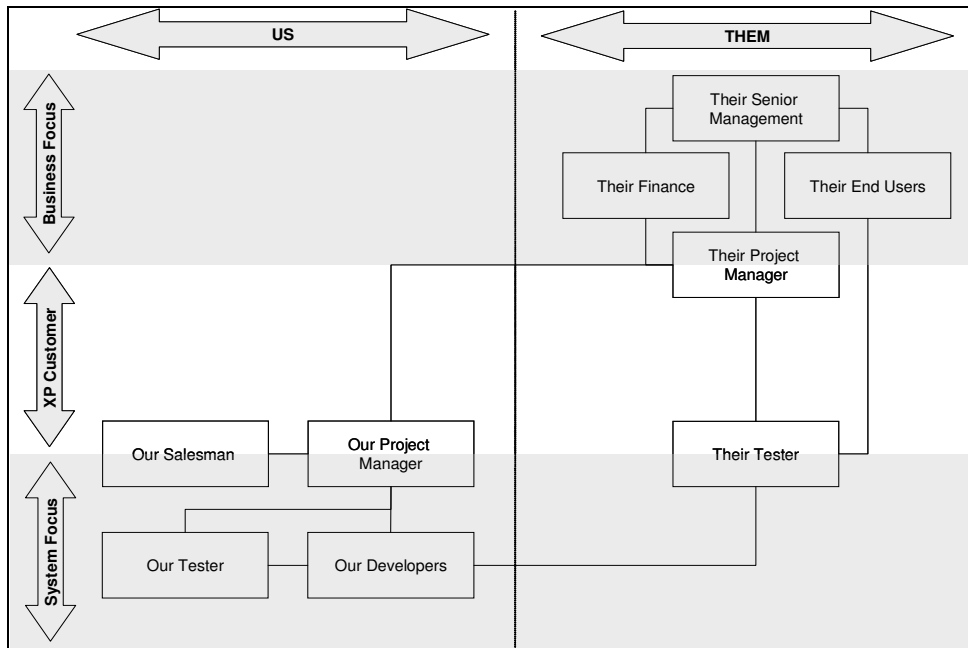 US
THEM
Business Focus
Their Senior
Management
Their Finance
Their End Users
Their Project
Manager
XP Customer
Our Salesman
Our Project
Manager
Their Tester
System Focus
Our Tester
Our Developers